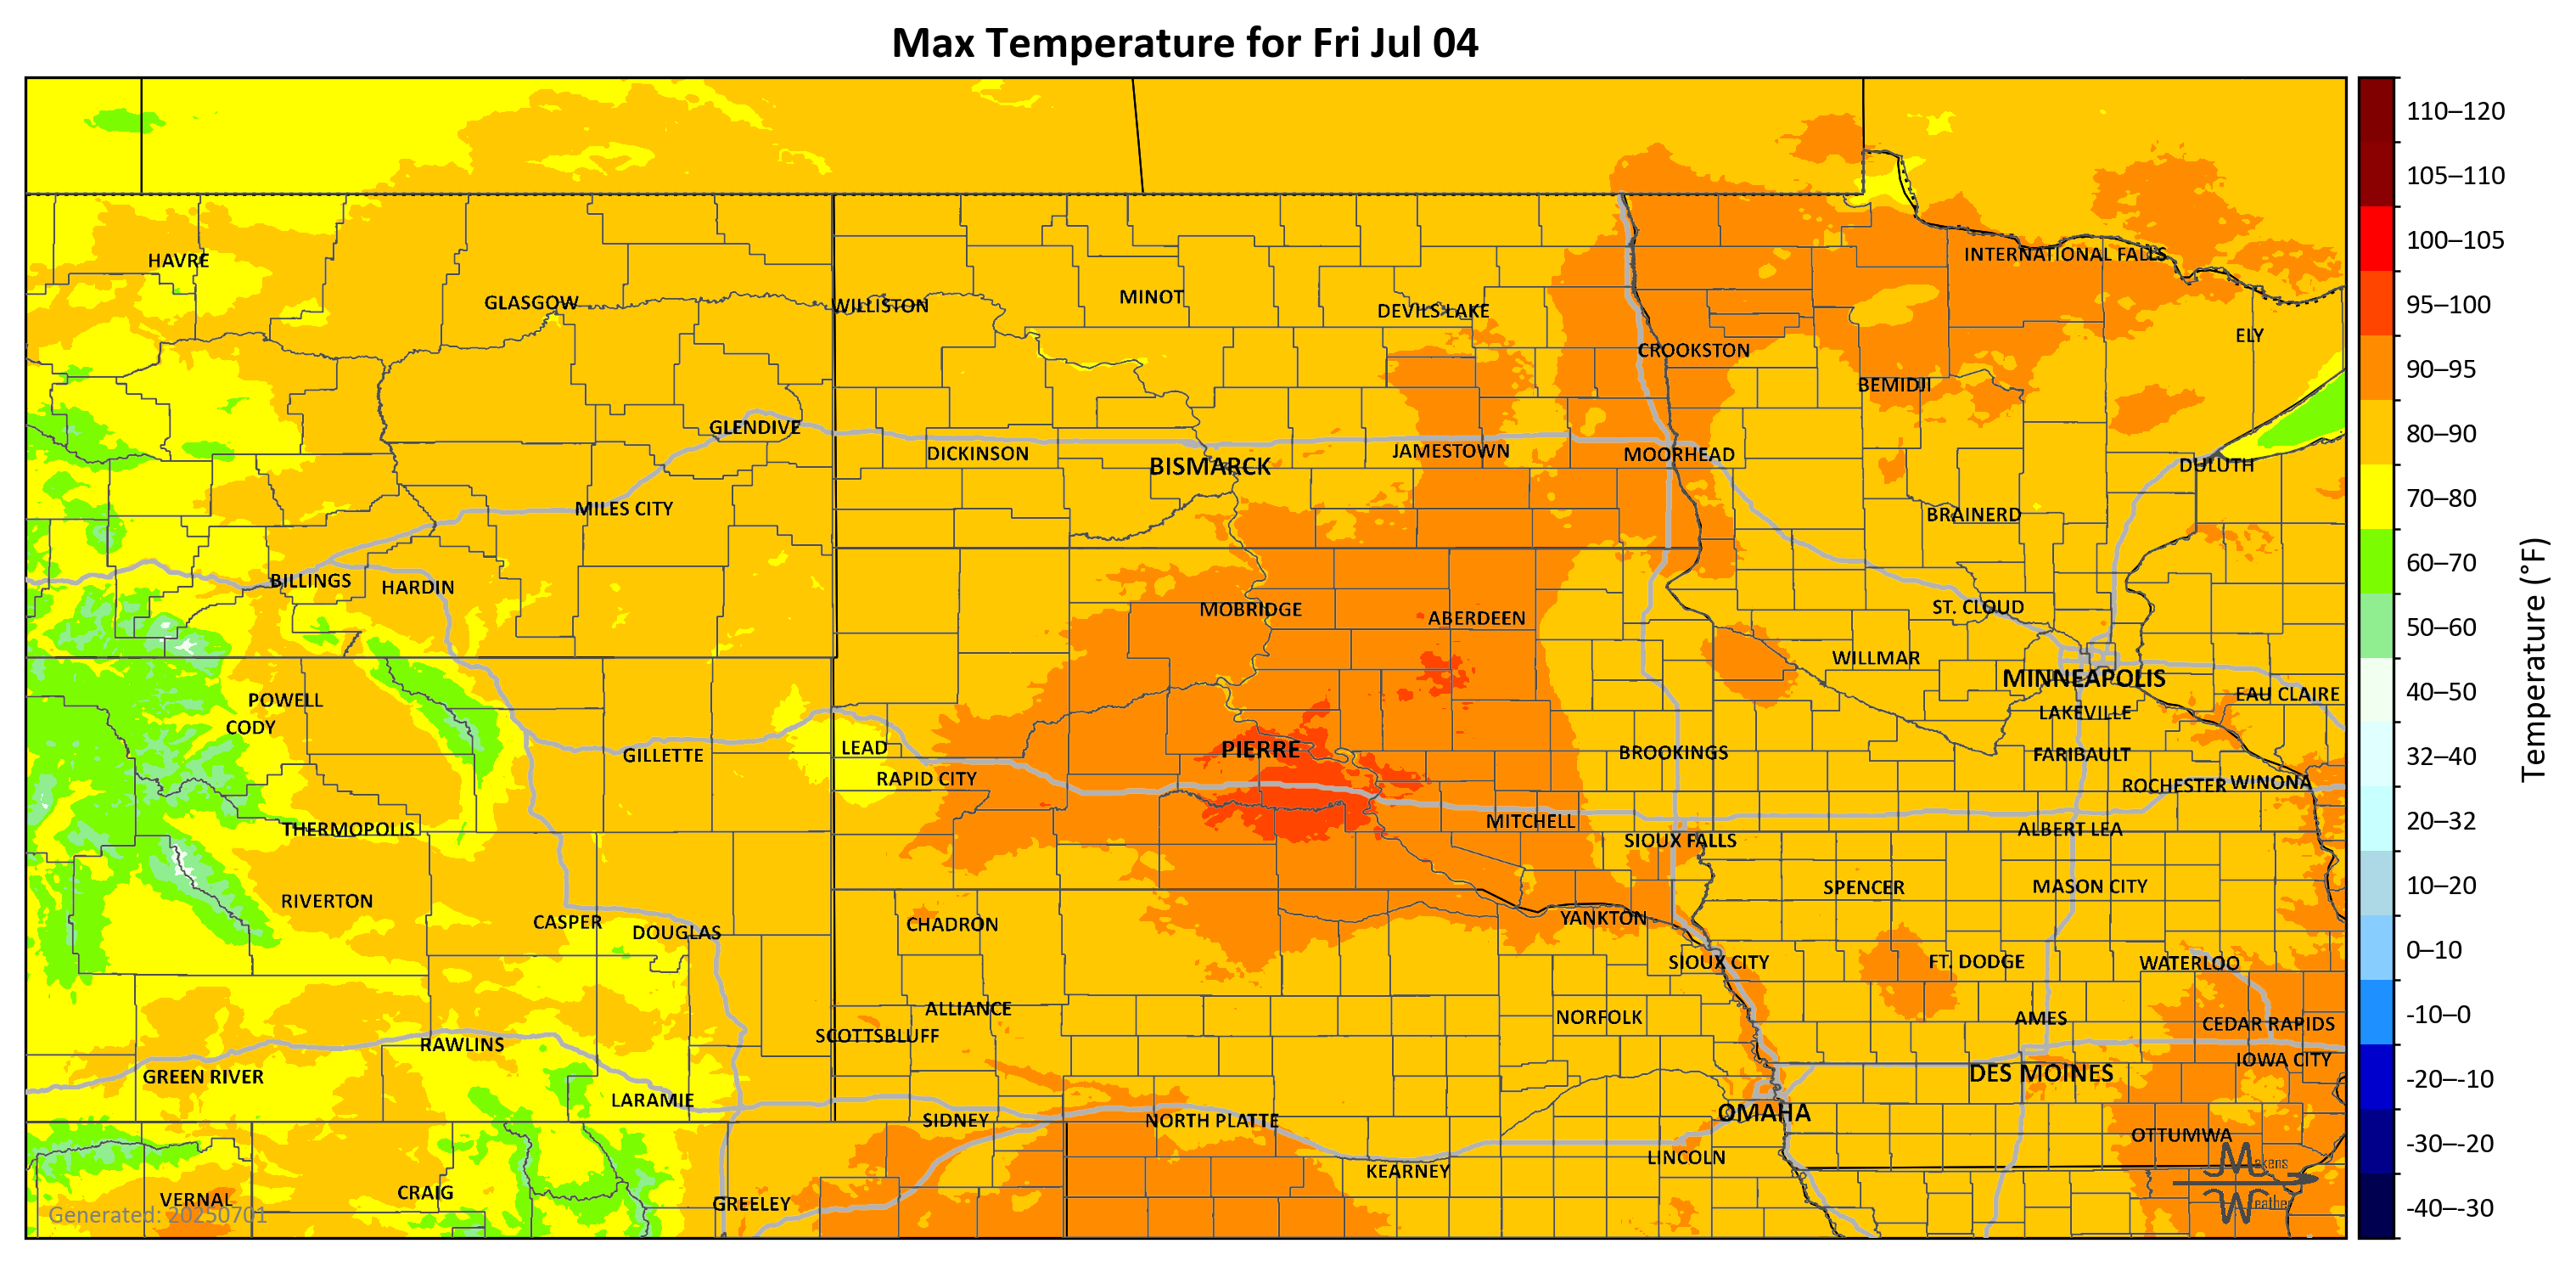 Max Temperature for Fri Jul 04
110–120
105–110
100–105
95–100
90–95
80–90
70–80
60–70
50–60
40–50
32–40
20–32
10–20
0–10
-10–0
-20–-10
-30–-20
-40–-30
Temperature (°F)
HAVRE
GLASGOW
WILLISTON
MINOT
DEVILS LAKE
INTERNATIONAL FALLS
ELY
CROOKSTON
BEMIDJI
GLENDIVE
DICKINSON
BISMARCK
JAMESTOWN
MOORHEAD
DULUTH
MILES CITY
BRAINERD
BILLINGS
HARDIN
MOBRIDGE
ABERDEEN
ST. CLOUD
WILLMAR
MINNEAPOLIS
EAU CLAIRE
POWELL
CODY
LAKEVILLE
GILLETTE
LEAD
PIERRE
BROOKINGS
FARIBAULT
RAPID CITY
ROCHESTER
WINONA
THERMOPOLIS
MITCHELL
SIOUX FALLS
ALBERT LEA
RIVERTON
SPENCER
MASON CITY
CASPER
DOUGLAS
CHADRON
YANKTON
SIOUX CITY
FT. DODGE
WATERLOO
ALLIANCE
NORFOLK
AMES
CEDAR RAPIDS
SCOTTSBLUFF
RAWLINS
IOWA CITY
GREEN RIVER
DES MOINES
LARAMIE
SIDNEY
NORTH PLATTE
OMAHA
OTTUMWA
LINCOLN
KEARNEY
VERNAL
CRAIG
GREELEY
Generated: 20250701
Makens
Weather